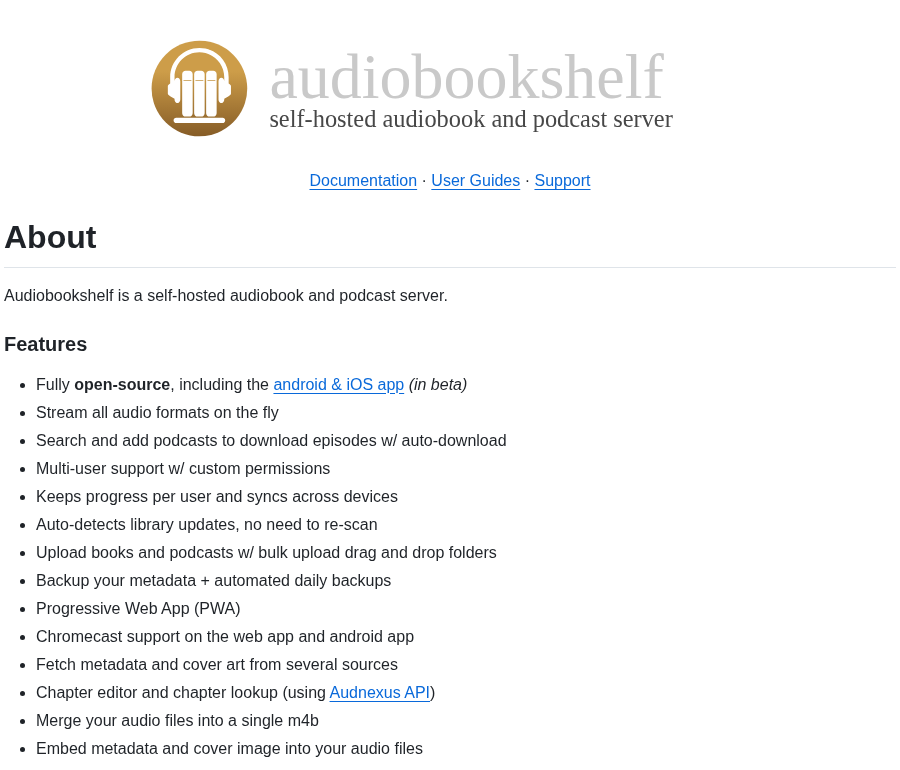 audiobookshelf
self-hosted audiobook and podcast server
Documentation · User Guides · Support
About
Audiobookshelf is a self-hosted audiobook and podcast server.
Features
• Fully open-source, including the android & iOS app (in beta)
• Stream all audio formats on the fly
• Search and add podcasts to download episodes w/ auto-download
• Multi-user support w/ custom permissions
• Keeps progress per user and syncs across devices
• Auto-detects library updates, no need to re-scan
• Upload books and podcasts w/ bulk upload drag and drop folders
• Backup your metadata + automated daily backups
• Progressive Web App (PWA)
• Chromecast support on the web app and android app
• Fetch metadata and cover art from several sources
• Chapter editor and chapter lookup (using Audnexus API)
• Merge your audio files into a single m4b
• Embed metadata and cover image into your audio files